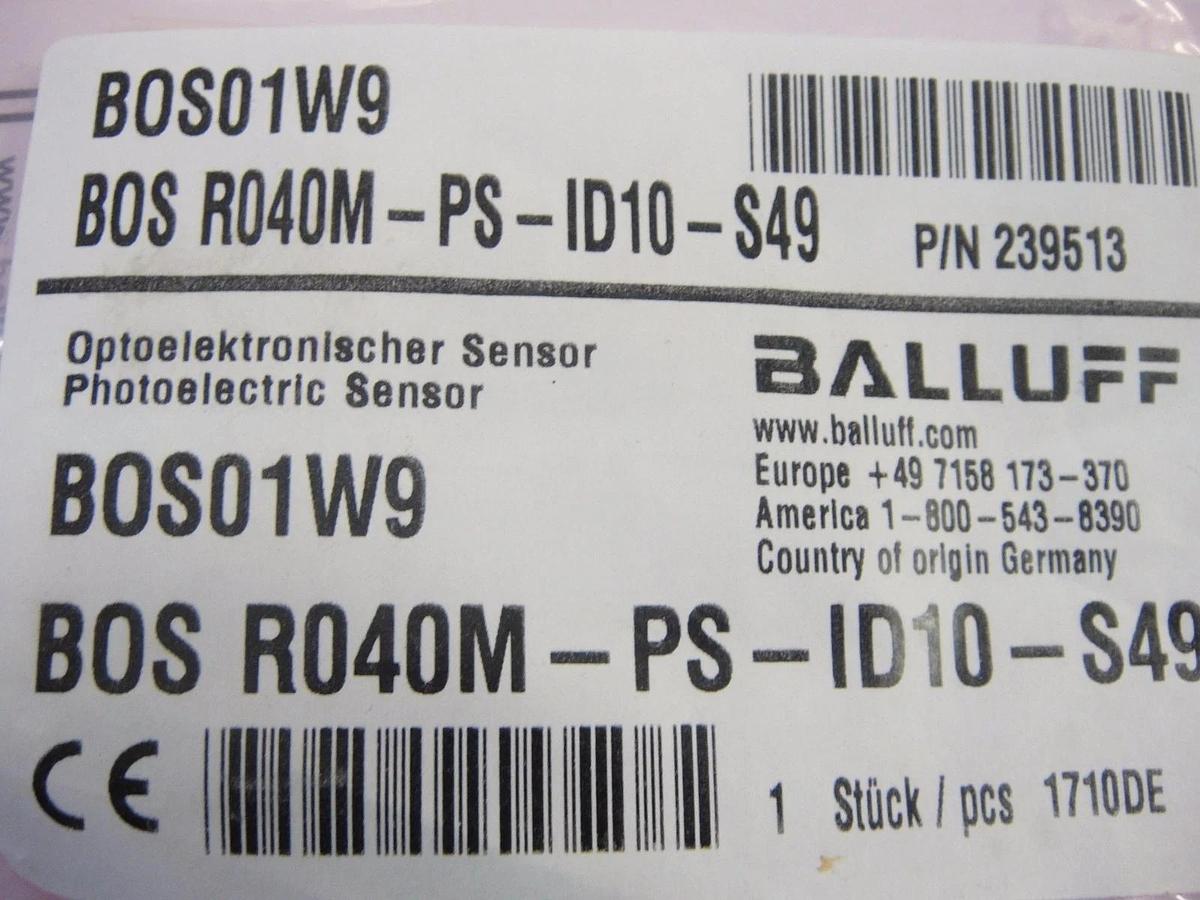 BOS01W9
BOS R040M-PS-ID10-S49
P/N 239513
Optoelektronischer Sensor
Photoelectric Sensor
BOS01W9
BALLUFF
www.balluff.com
Europe +49 7158 173-370
America 1-800-543-8390
Country of origin Germany
BOS R040M-PS-ID10-S49
CE
1 Stück / pcs 1710DE